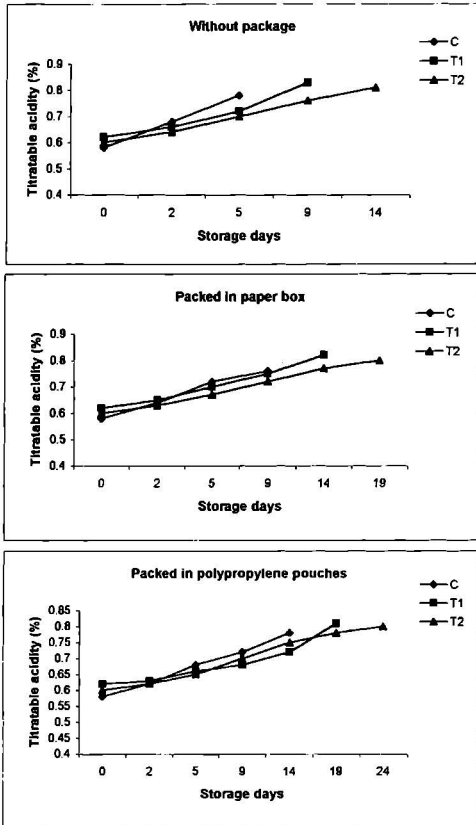 Without package
C
T1
T2
Titratable acidity (%)
0.9
0.8
0.7
0.6
0.5
0.4
0 2 5 9 14
Storage days
Packed in paper box
C
T1
T2
Titratable acidity (%)
0.9
0.8
0.7
0.6
0.5
0.4
0 2 5 9 14 19
Storage days
Packed in polypropylene pouches
C
T1
T2
Titratable acidity (%)
0.85
0.8
0.75
0.7
0.65
0.6
0.55
0.5
0.45
0.4
0 2 5 9 14 19 24
Storage days